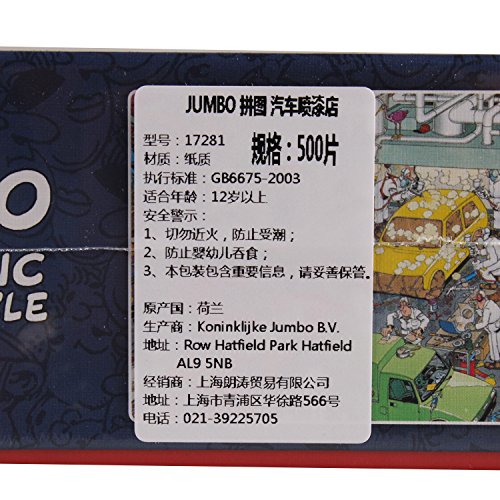 JUMBO 拼图 汽车喷漆店
型号：17281
规格：500片
材质：纸质
执行标准：GB6675-2003
适合年龄：12岁以上
安全警示：
1、切勿近火，防止受潮；
2、防止婴幼儿吞食；
3、本包装包含重要信息，请妥善保管。
原产国：荷兰
生产商：Koninklijke Jumbo B.V.
地址：Row Hatfield Park Hatfield
AL9 5NB
经销商：上海朗涛贸易有限公司
地址：上海市青浦区华徐路566号
电话：021-39225705
O
IC
TLE